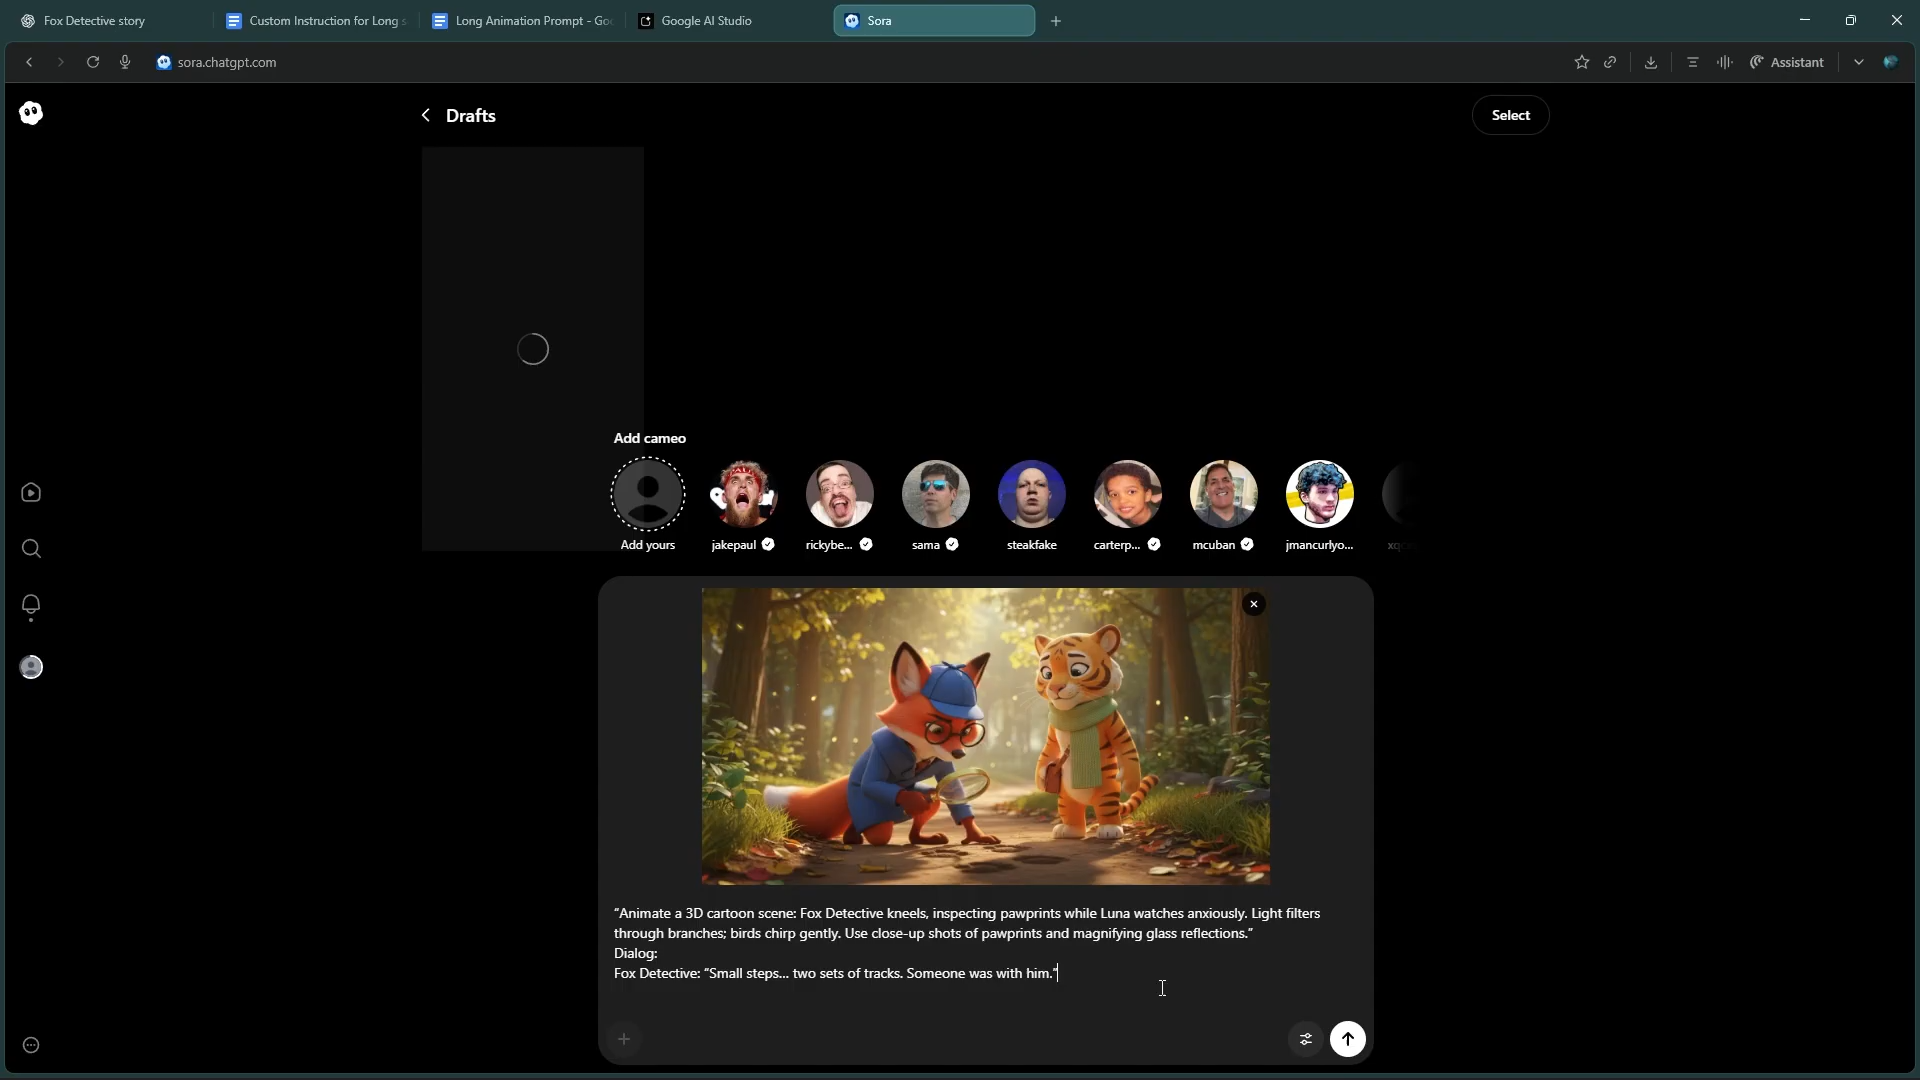 Fox Detective story
Custom Instruction for Long
Long Animation Prompt - Goo
Google AI Studio
Sora
sora.chatgpt.com
Assistant
Drafts
Select
Add cameo
Add yours
jakepaul
rickybe...
sama
steakfake
carterp...
mcuban
jmancurlyo...
"Animate a 3D cartoon scene: Fox Detective kneels, inspecting pawprints while Luna watches anxiously. Light filters
through branches; birds chirp gently. Use close-up shots of pawprints and magnifying glass reflections."
Dialog:
Fox Detective: "Small steps... two sets of tracks. Someone was with him."